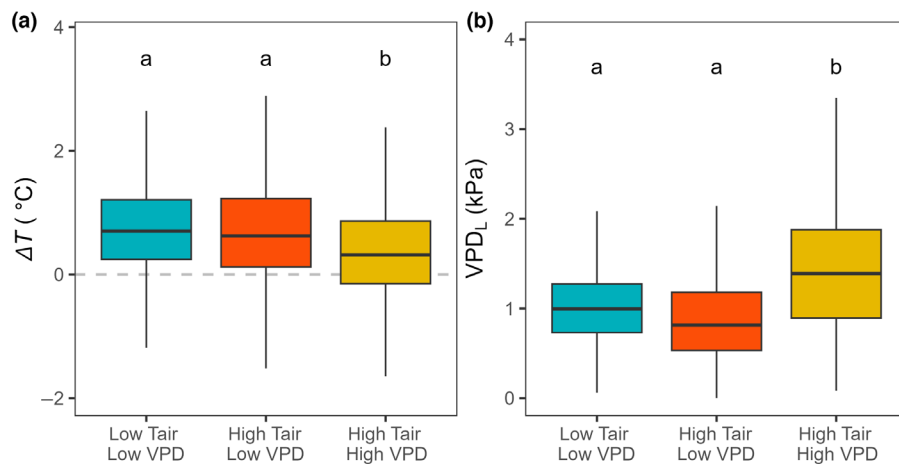 (a)
4
2
0
−2
ΔT ( °C)
a a b
Low Tair High Tair High Tair
Low VPD Low VPD High VPD
(b)
4
3
2
1
0
VPDL (kPa)
a a b
Low Tair High Tair High Tair
Low VPD Low VPD High VPD